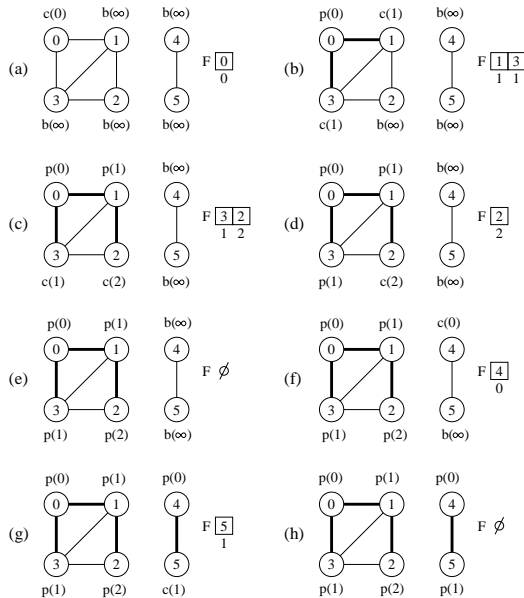 c(0) b(∞) b(∞)
0 1 4
(a) F 0
0
3 2 5
b(∞) b(∞) b(∞)
p(0) c(1) b(∞)
0 1 4
(b) F 1 3
1 1
3 2 5
c(1) b(∞) b(∞)
p(0) p(1) b(∞)
0 1 4
(c) F 3 2
1 2
3 2 5
c(1) c(2) b(∞)
p(0) p(1) b(∞)
0 1 4
(d) F 2
2
3 2 5
p(1) c(2) b(∞)
p(0) p(1) b(∞)
0 1 4
(e) F ∅
3 2 5
p(1) p(2) b(∞)
p(0) p(1) c(0)
0 1 4
(f) F 4
0
3 2 5
p(1) p(2) b(∞)
p(0) p(1) p(0)
0 1 4
(g) F 5
1
3 2 5
p(1) p(2) c(1)
p(0) p(1) p(0)
0 1 4
(h) F ∅
3 2 5
p(1) p(2) p(1)